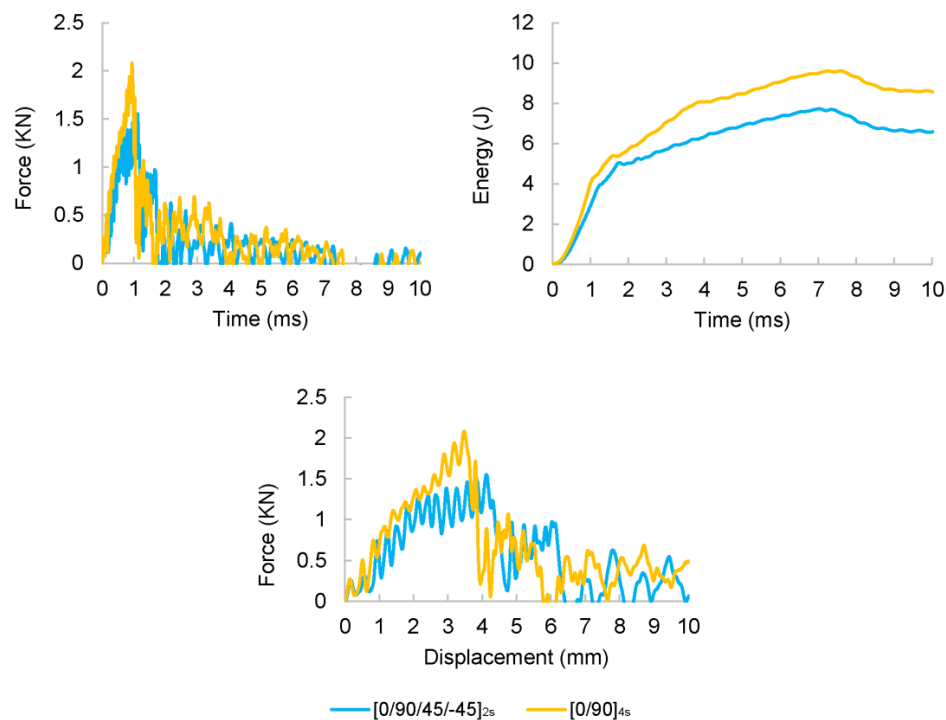 2.5
2
1.5
1
0.5
0
Force (KN)
0 1 2 3 4 5 6 7 8 9 10
Time (ms)
12
10
8
6
4
2
0
Energy (J)
0 1 2 3 4 5 6 7 8 9 10
Time (ms)
2.5
2
1.5
1
0.5
0
Force (KN)
0 1 2 3 4 5 6 7 8 9 10
Displacement (mm)
[0/90/45/-45]2s [0/90]4s